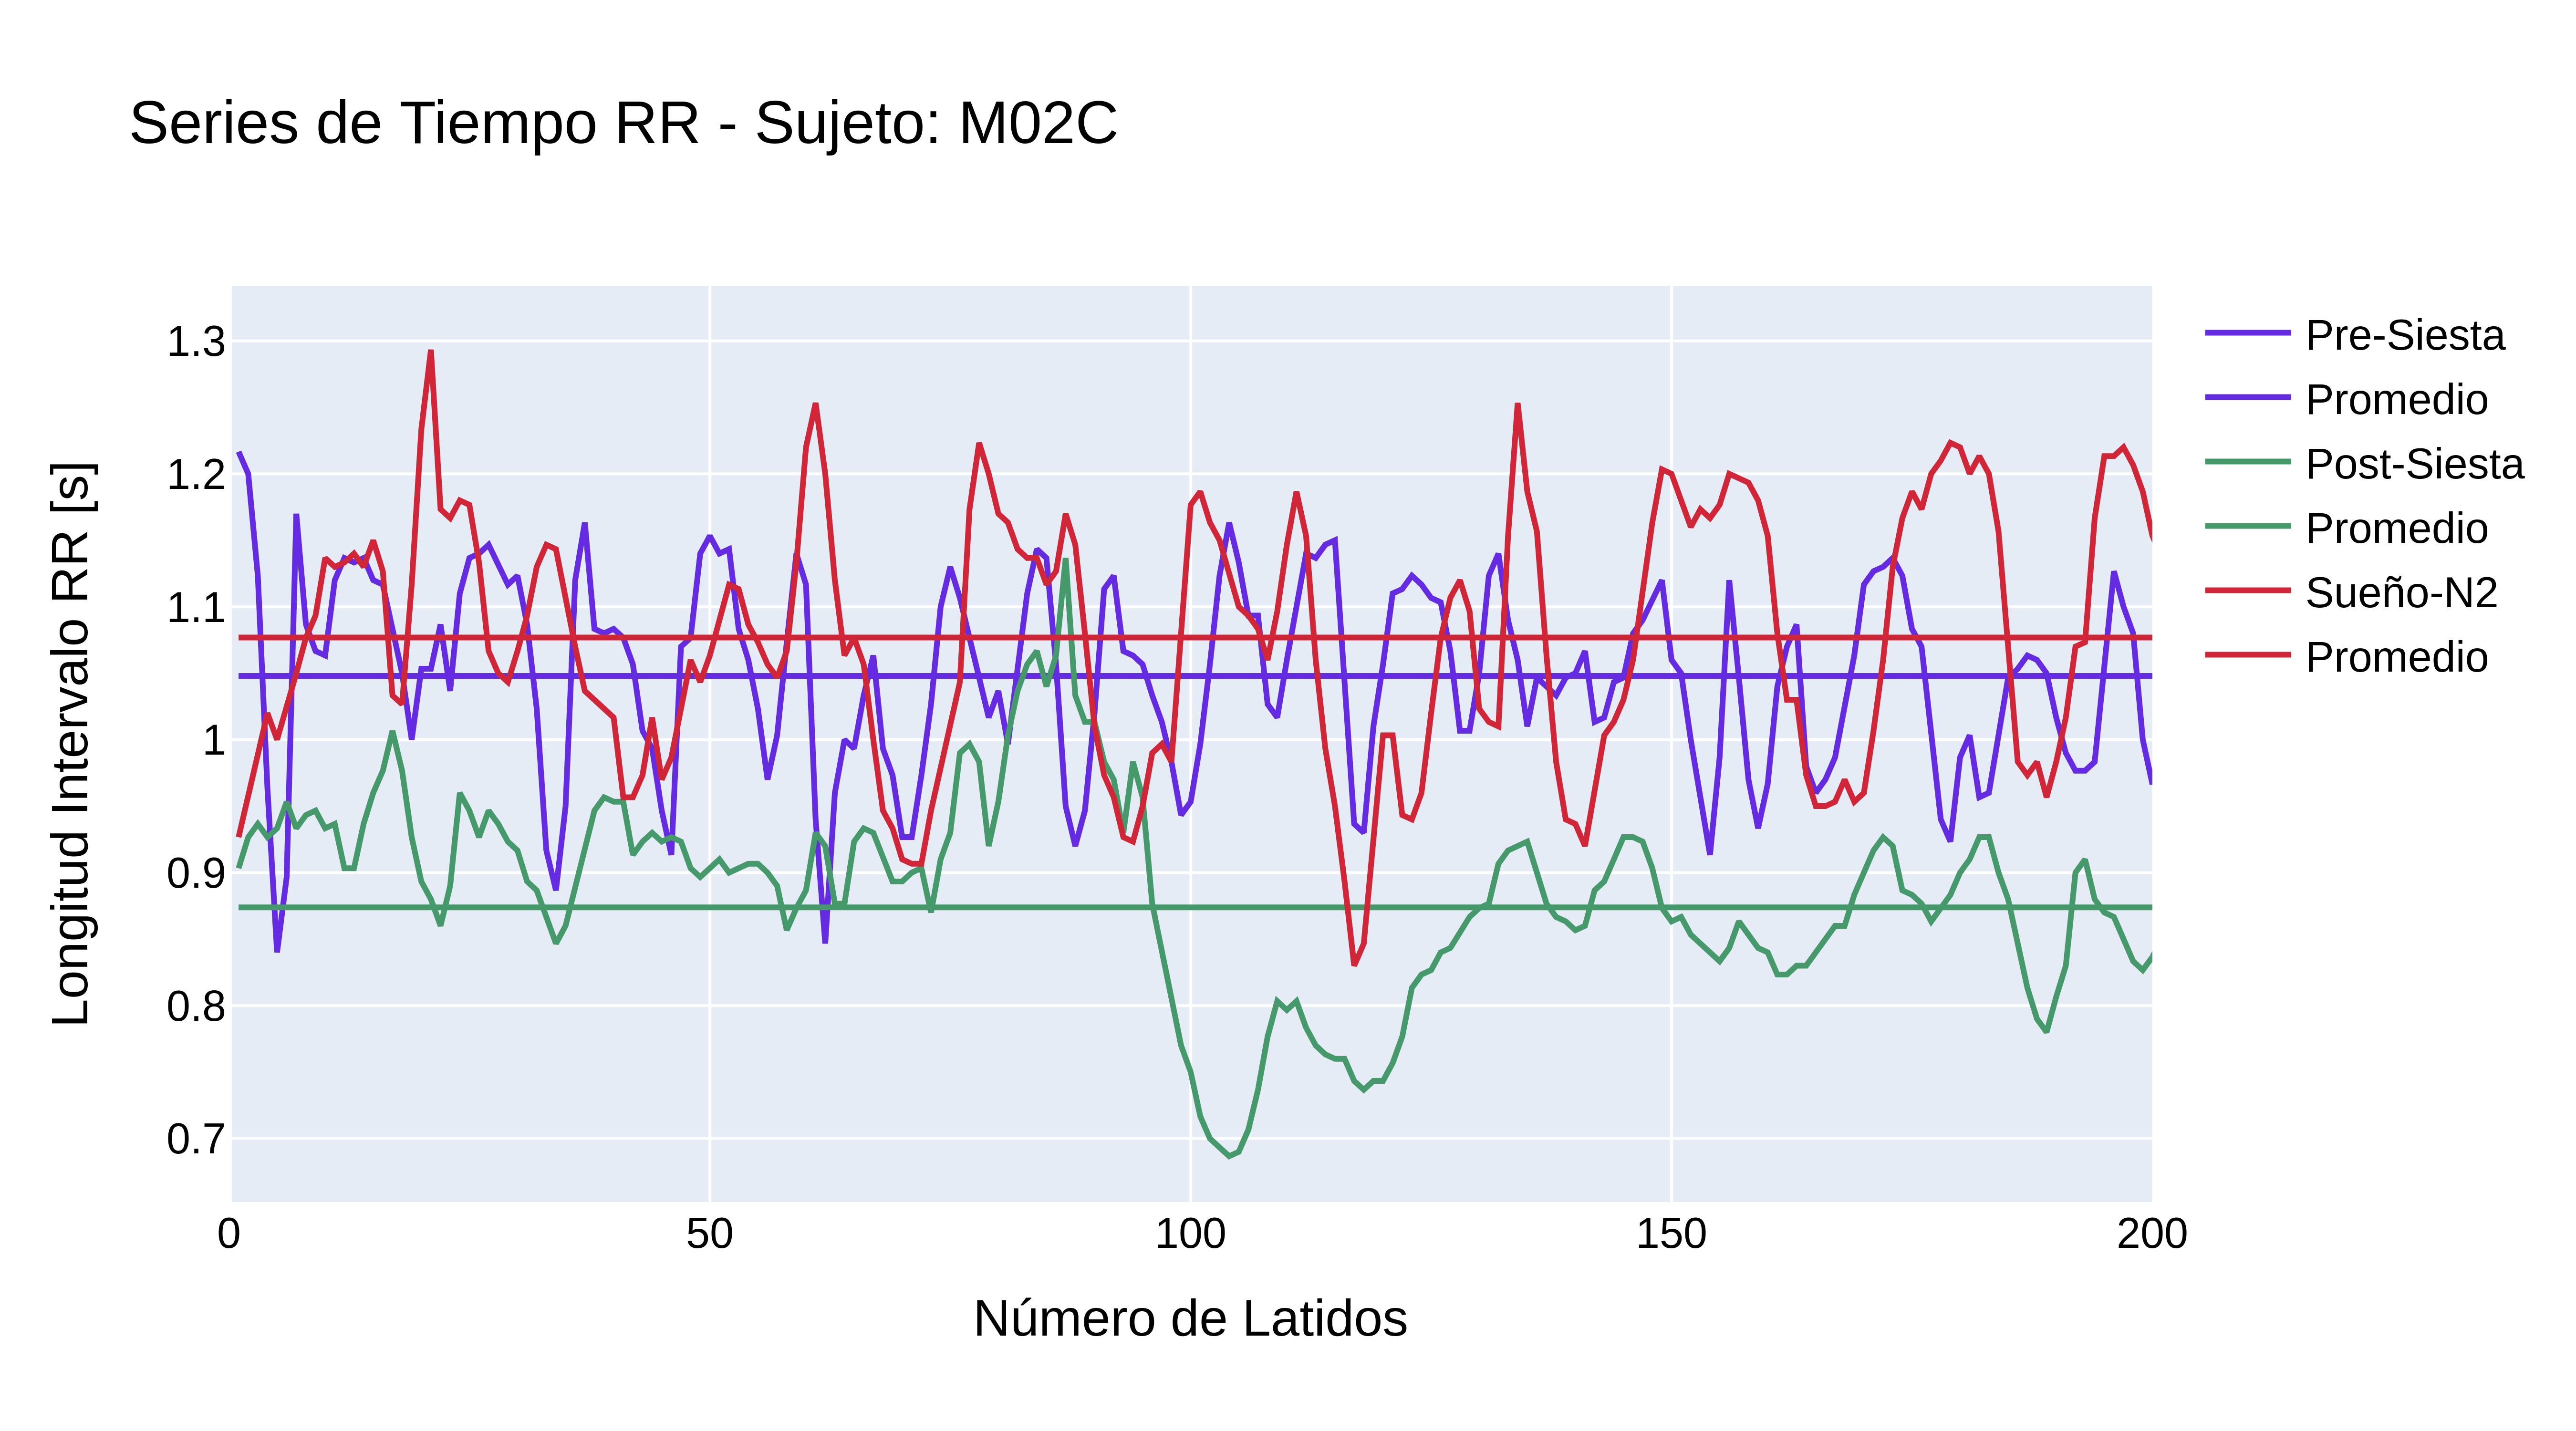 Series de Tiempo RR - Sujeto: M02C
Longitud Intervalo RR [s]
1.3
1.2
1.1
1
0.9
0.8
0.7
0
50
100
150
200
Número de Latidos
Pre-Siesta
Promedio
Post-Siesta
Promedio
Sueño-N2
Promedio